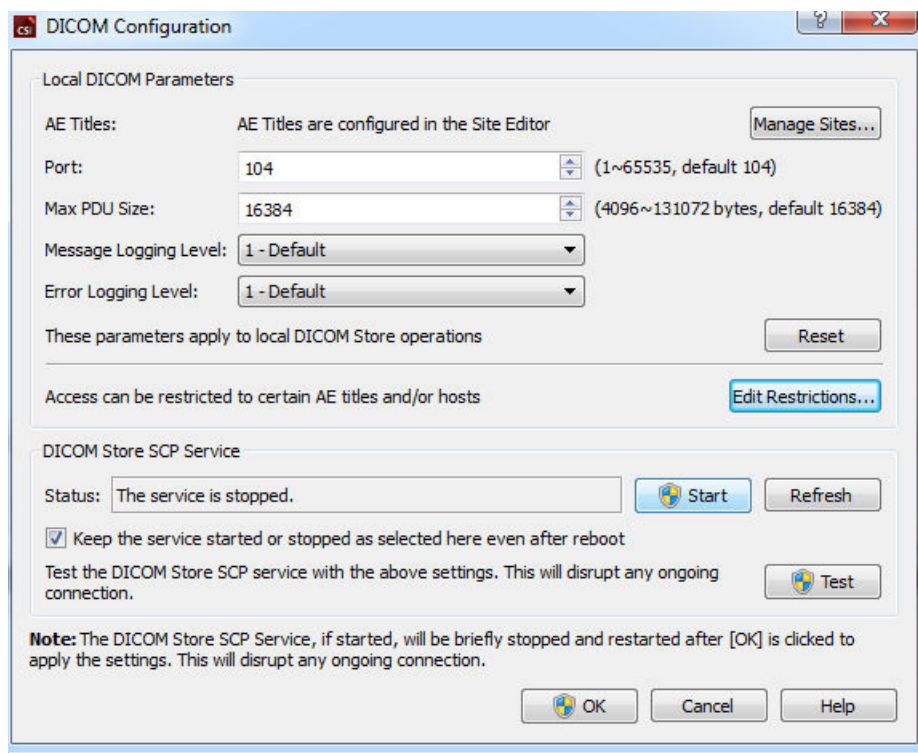 CSI DICOM Configuration ? X
Local DICOM Parameters
AE Titles: AE Titles are configured in the Site Editor Manage Sites...
Port: 104 (1~65535, default 104)
Max PDU Size: 16384 (4096~131072 bytes, default 16384)
Message Logging Level: 1 - Default
Error Logging Level: 1 - Default
These parameters apply to local DICOM Store operations Reset
Access can be restricted to certain AE titles and/or hosts Edit Restrictions...
DICOM Store SCP Service
Status: The service is stopped. Start Refresh
Keep the service started or stopped as selected here even after reboot
Test the DICOM Store SCP service with the above settings. This will disrupt any ongoing
connection. Test
Note: The DICOM Store SCP Service, if started, will be briefly stopped and restarted after [OK] is clicked to
apply the settings. This will disrupt any ongoing connection.
OK Cancel Help